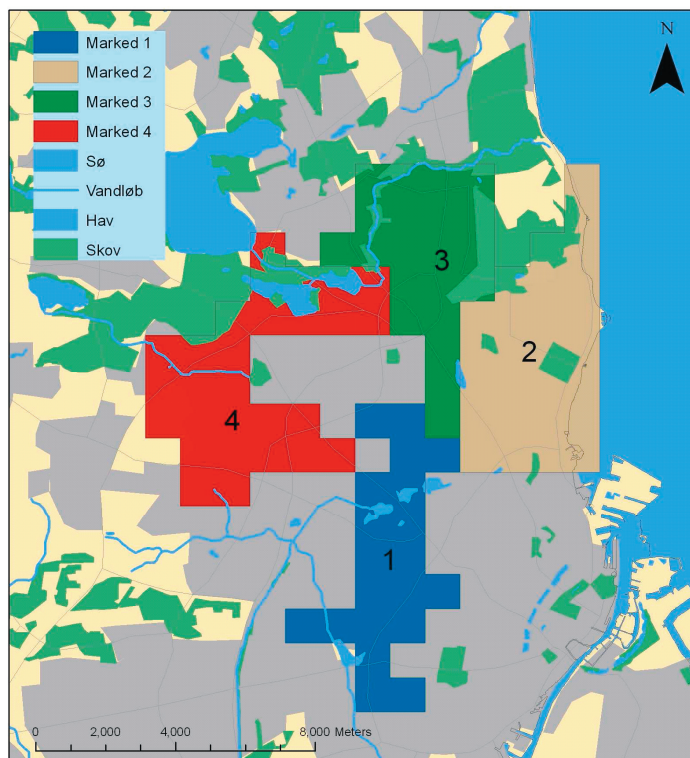 Marked 1
Marked 2
Marked 3
Marked 4
Sø
Vandløb
Hav
Skov
N
3
2
4
1
0 2,000 4,000 8,000 Meters